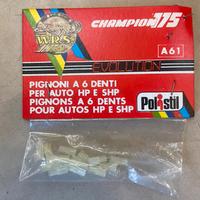 CHAMPION 175
W.R.S.
A61
EVOLUTION
PIGNONI A 6 DENTI
PER AUTO HP E SHP
PIGNONS A 6 DENTS
POUR AUTOS HP E SHP
Polistil